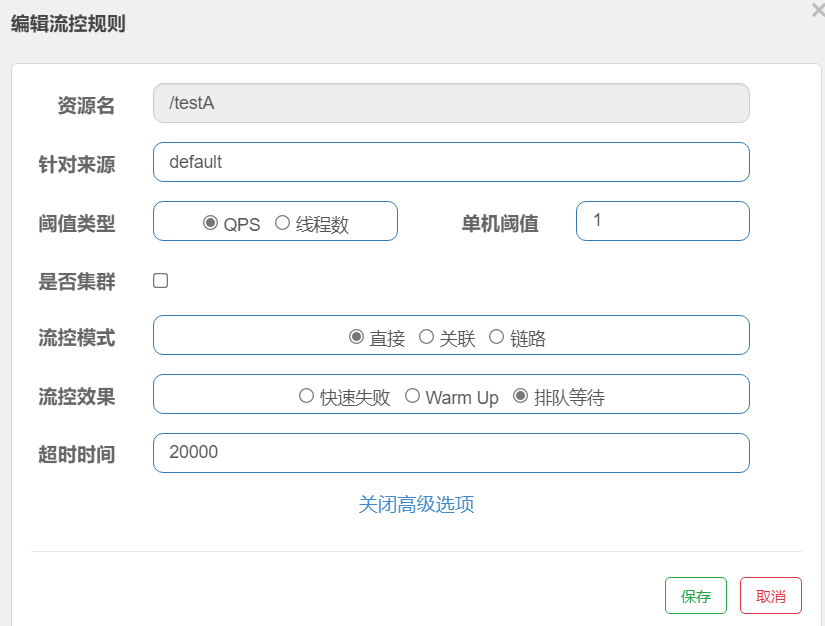 编辑流控规则
×
资源名 /testA
针对来源 default
阈值类型 QPS 线程数 单机阈值 1
是否集群
流控模式 直接 关联 链路
流控效果 快速失败 Warm Up 排队等待
超时时间 20000
关闭高级选项
保存 取消